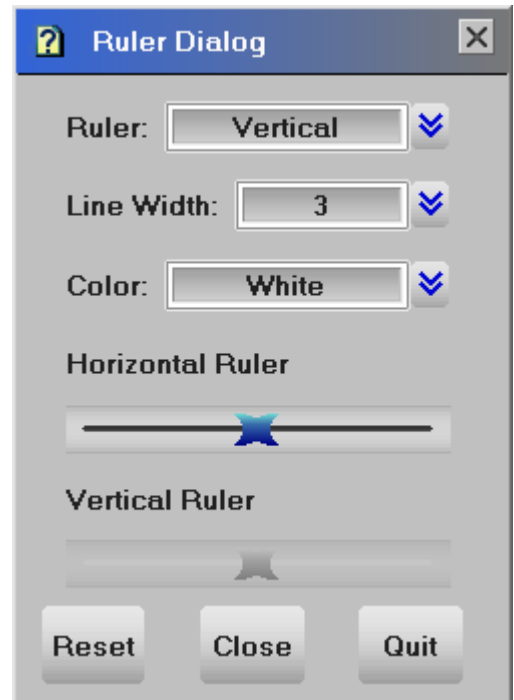 Ruler Dialog
Ruler: Vertical
Line Width: 3
Color: White
Horizontal Ruler
Vertical Ruler
Reset Close Quit